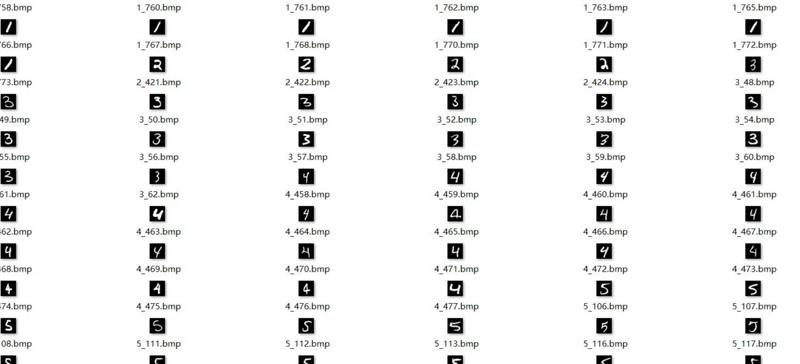 758.bmp 1_760.bmp 1_761.bmp 1_762.bmp 1_763.bmp 1_765.bmp
1 1 1 1 1 1
766.bmp 1_767.bmp 1_768.bmp 1_770.bmp 1_771.bmp 1_772.bmp
1 2 2 2 2 3
773.bmp 2_421.bmp 2_422.bmp 2_423.bmp 2_424.bmp 3_48.bmp
3 3 3 3 3 3
49.bmp 3_50.bmp 3_51.bmp 3_52.bmp 3_53.bmp 3_54.bmp
3 3 3 3 3 3
55.bmp 3_56.bmp 3_57.bmp 3_58.bmp 3_59.bmp 3_60.bmp
3 3 4 4 4 4
61.bmp 3_62.bmp 4_458.bmp 4_459.bmp 4_460.bmp 4_461.bmp
4 4 4 4 4 4
462.bmp 4_463.bmp 4_464.bmp 4_465.bmp 4_466.bmp 4_467.bmp
4 4 4 4 4 4
468.bmp 4_469.bmp 4_470.bmp 4_471.bmp 4_472.bmp 4_473.bmp
4 4 4 4 5 5
474.bmp 4_475.bmp 4_476.bmp 4_477.bmp 5_106.bmp 5_107.bmp
5 5 5 5 5 5
08.bmp 5_111.bmp 5_112.bmp 5_113.bmp 5_116.bmp 5_117.bmp